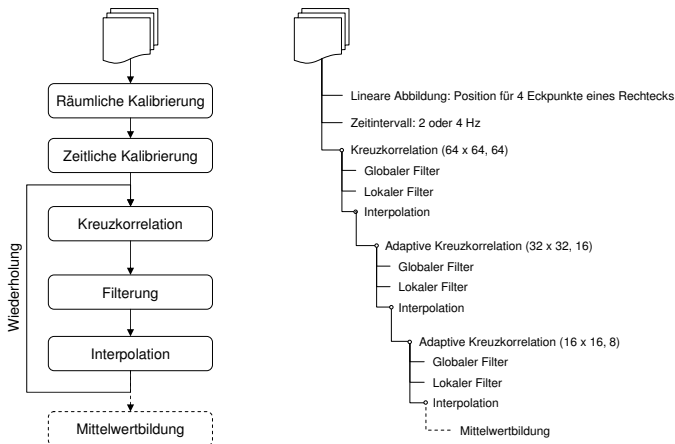 Räumliche Kalibrierung
Zeitliche Kalibrierung
Kreuzkorrelation
Filterung
Interpolation
Mittelwertbildung
Wiederholung
Lineare Abbildung: Position für 4 Eckpunkte eines Rechtecks
Zeitintervall: 2 oder 4 Hz
Kreuzkorrelation (64 x 64, 64)
Globaler Filter
Lokaler Filter
Interpolation
Adaptive Kreuzkorrelation (32 x 32, 16)
Globaler Filter
Lokaler Filter
Interpolation
Adaptive Kreuzkorrelation (16 x 16, 8)
Globaler Filter
Lokaler Filter
Interpolation
Mittelwertbildung